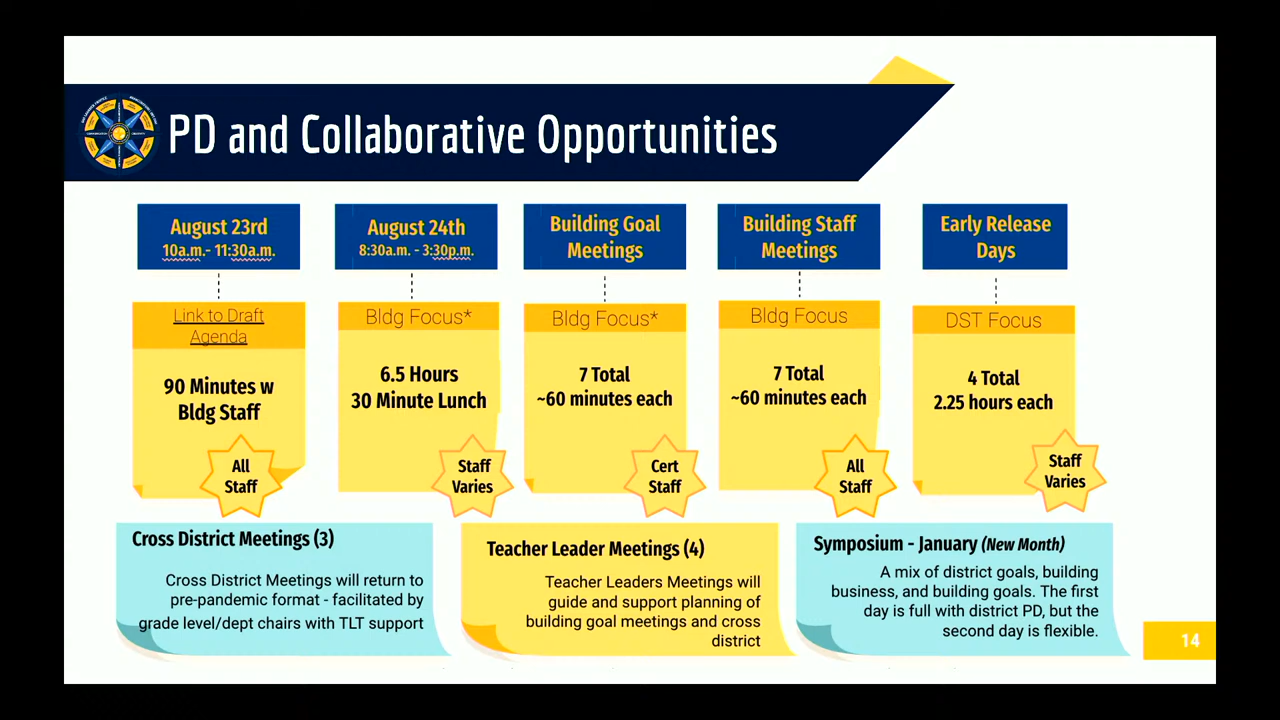 PD and Collaborative Opportunities
August 23rd
10a.m.- 11:30a.m.
August 24th
8:30a.m. - 3:30p.m.
Building Goal
Meetings
Building Staff
Meetings
Early Release
Days
Link to Draft
Agenda
90 Minutes w
Bldg Staff
All
Staff
Bldg Focus*
6.5 Hours
30 Minute Lunch
Staff
Varies
Bldg Focus*
7 Total
~60 minutes each
Cert
Staff
Bldg Focus
7 Total
~60 minutes each
All
Staff
DST Focus
4 Total
2.25 hours each
Staff
Varies
Cross District Meetings (3)
Cross District Meetings will return to
pre-pandemic format - facilitated by
grade level/dept chairs with TLT support
Teacher Leader Meetings (4)
Teacher Leaders Meetings will
guide and support planning of
building goal meetings and cross
district
Symposium - January (New Month)
A mix of district goals, building
business, and building goals. The first
day is full with district PD, but the
second day is flexible.
14